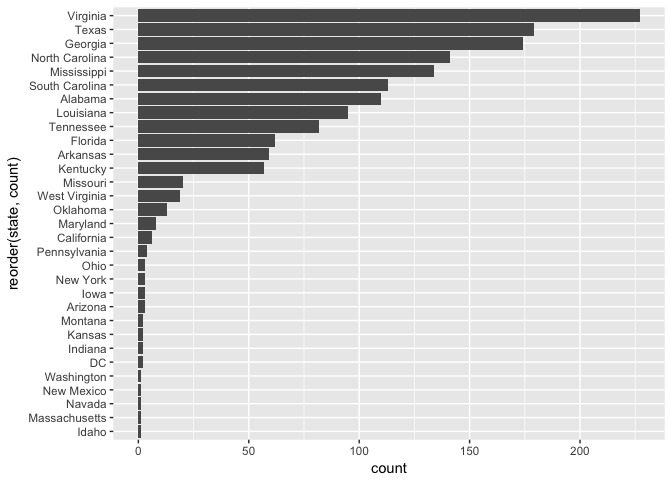 Virginia
Texas
Georgia
North Carolina
Mississippi
South Carolina
Alabama
Louisiana
Tennessee
Florida
Arkansas
Kentucky
Missouri
West Virginia
Oklahoma
Maryland
California
Pennsylvania
Ohio
New York
Iowa
Arizona
Montana
Kansas
Indiana
DC
Washington
New Mexico
Navada
Massachusetts
Idaho
reorder(state, count)
0 50 100 150 200
count